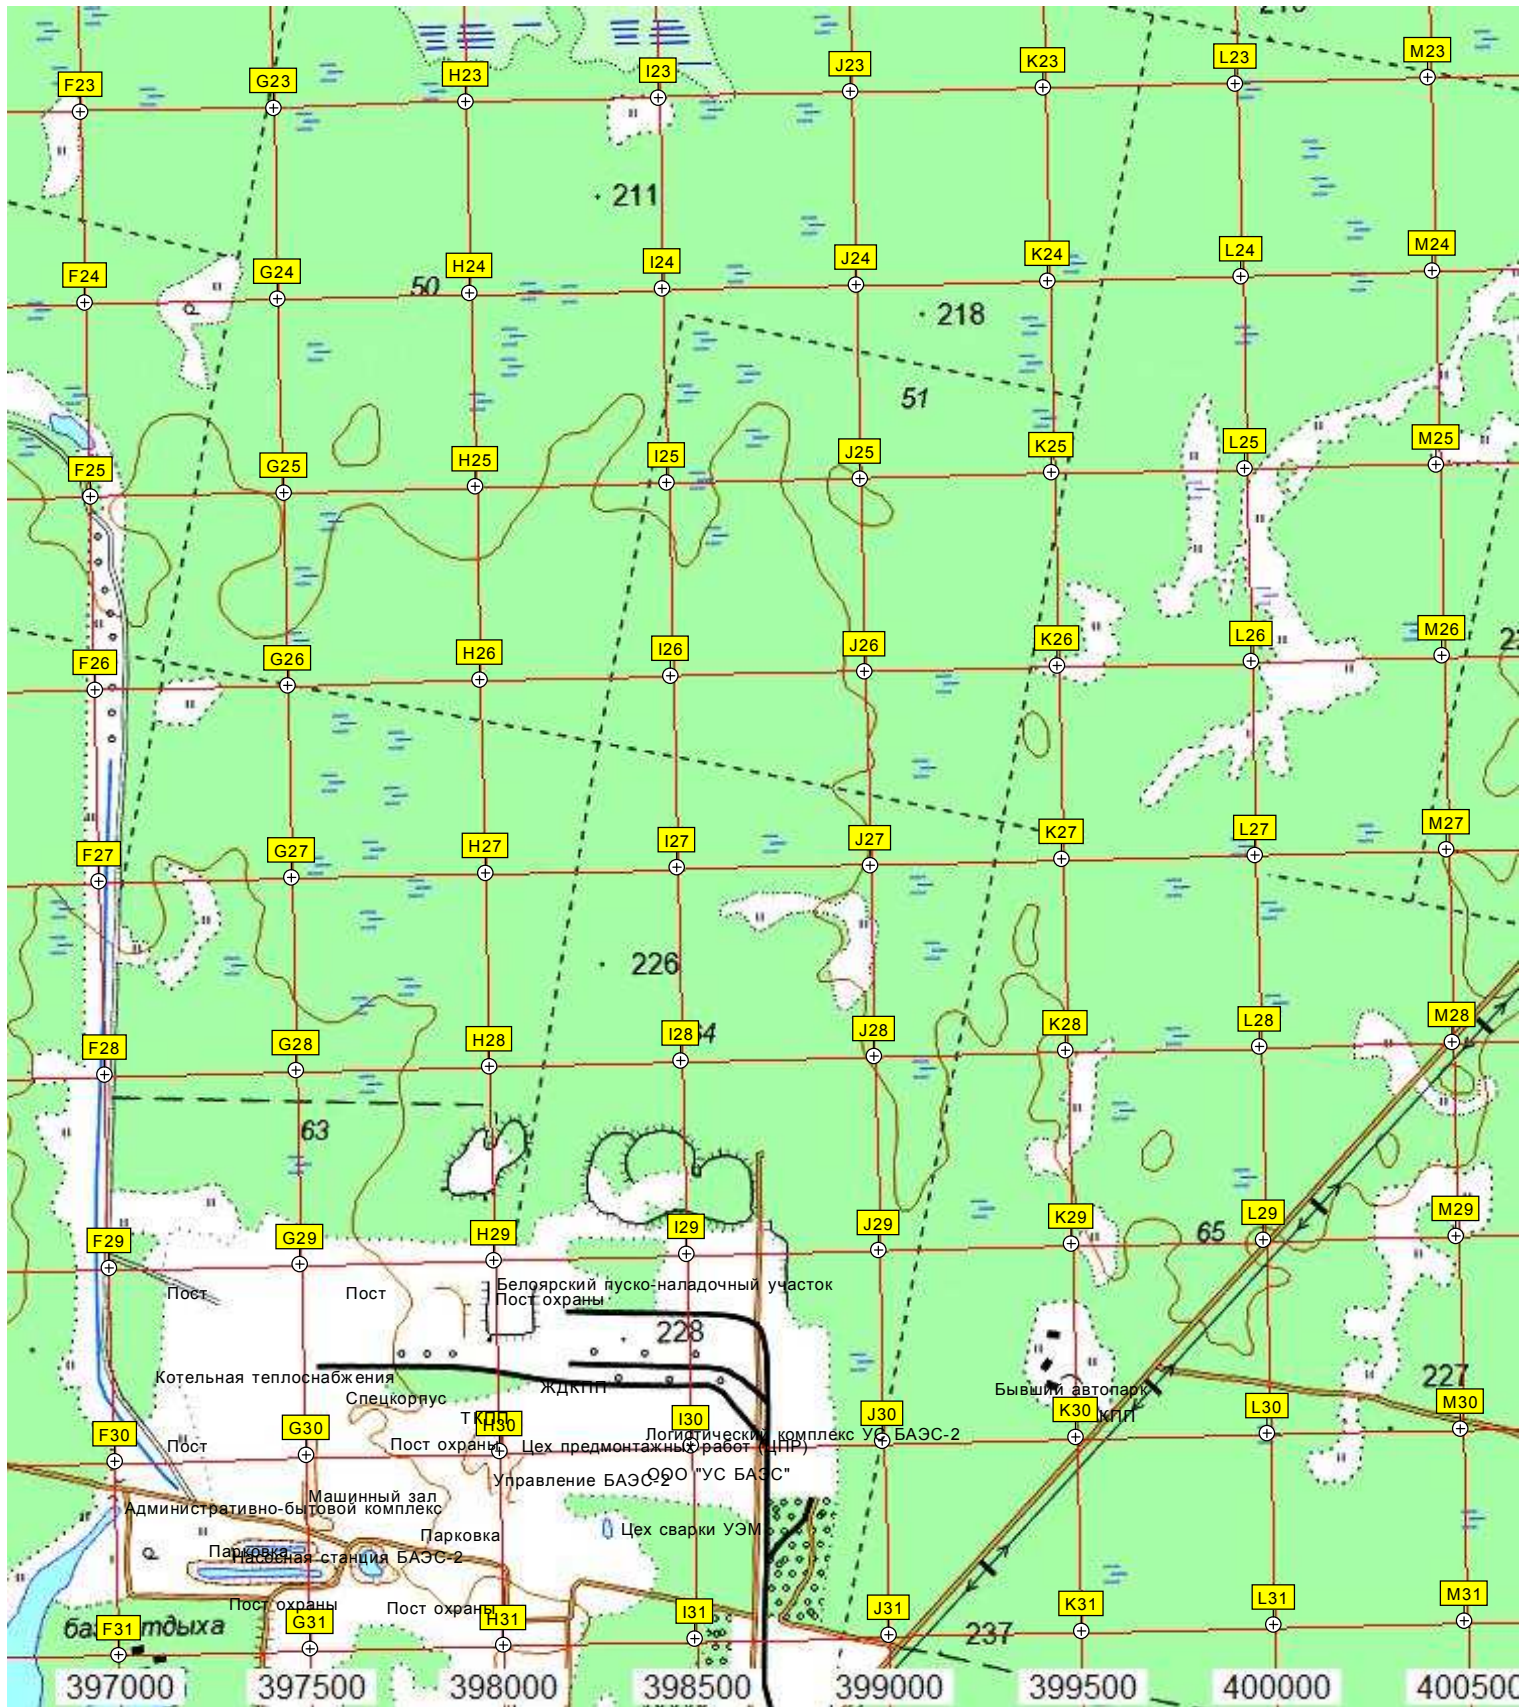 F23 G23 H23 I23 J23 K23 L23 M23
211
F24 G24 H24 I24 J24 K24 L24 M24
50
218
51
F25 G25 H25 I25 J25 K25 L25 M25
F26 G26 H26 I26 J26 K26 L26 M26
F27 G27 H27 I27 J27 K27 L27 M27
226
F28 G28 H28 I28 J28 K28 L28 M28
63
F29 G29 H29 I29 J29 K29 L29 M29
65
Белоярский пуско-наладочный участок
Пост
Пост
Пост охраны
228
Котельная теплоснабжения
Спецкорпус
ЖДКПП
Бывший автопарк
227
ТКПП
КПП
F30 G30 H30 I30 J30 K30 L30 M30
Логистический комплекс УС БАЭС-2
Пост
Пост охраны
Цех предмонтажных работ (ЦПР)
Управление БАЭС-2
ООО "УС БАЭС"
Машинный зал
Административно-бытовой комплекс
Парковка
Цех сварки УЭМ
Парковка
Насосная станция БАЭС-2
Пост охраны
Пост охраны
F31 G31 H31 I31 J31 K31 L31 M31
237
397000 397500 398000 398500 399000 399500 400000